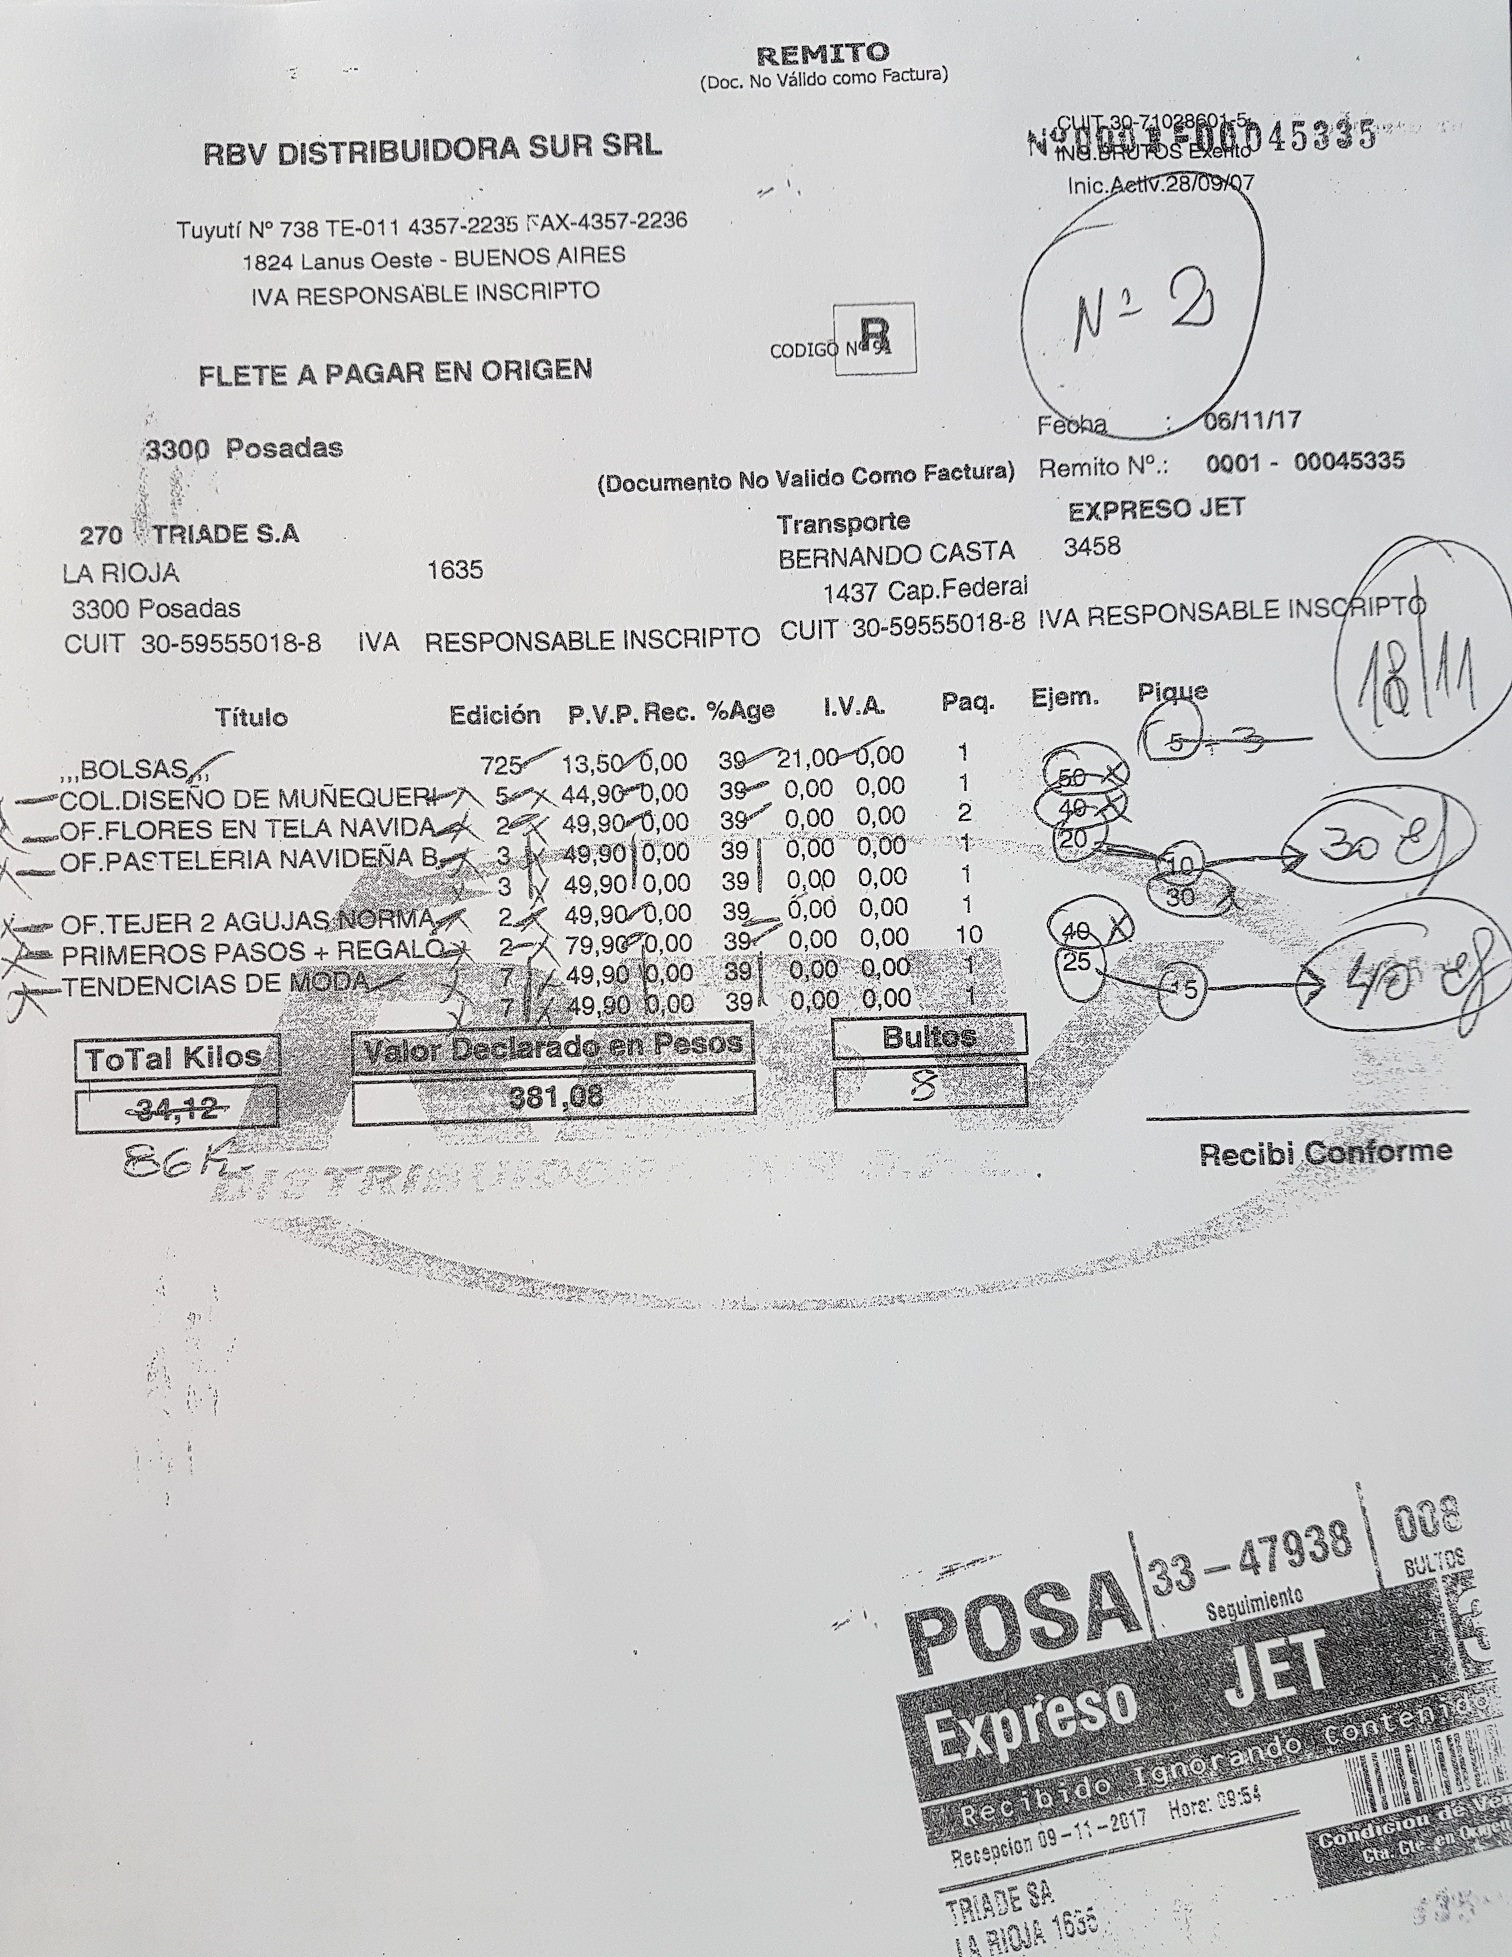 REMITO
(Doc. No Válido como Factura)
CUIT 30-71028601-5
Nº 0001-00045335
ING.BRUTOS Exento
Inic.Activ.28/09/07
RBV DISTRIBUIDORA SUR SRL
Tuyutí Nº 738 TE-011 4357-2235 FAX-4357-2236
1824 Lanus Oeste - BUENOS AIRES
IVA RESPONSABLE INSCRIPTO
Nº 2
R
CODIGO Nº 91
FLETE A PAGAR EN ORIGEN
Fecha : 06/11/17
3300 Posadas
(Documento No Valido Como Factura) Remito Nº.: 0001 - 00045335
270 TRIADE S.A
Transporte EXPRESO JET
LA RIOJA 1635
BERNANDO CASTA 3458
3300 Posadas
1437 Cap.Federal
CUIT 30-59555018-8 IVA RESPONSABLE INSCRIPTO CUIT 30-59555018-8 IVA RESPONSABLE INSCRIPTO
18/11
Título Edición P.V.P. Rec. %Age I.V.A. Paq. Ejem. Pique
,,,BOLSAS,,, 725 13,50 0,00 39 21,00 0,00 1 5 - 3
COL.DISEÑO DE MUÑEQUERI 5 44,90 0,00 39 0,00 0,00 1 50
OF.FLORES EN TELA NAVIDA 2 49,90 0,00 39 0,00 0,00 2 40
OF.PASTELERIA NAVIDEÑA B. 3 49,90 0,00 39 0,00 0,00 1 20 10 30 ej
3 49,90 0,00 39 0,00 0,00 1 30
OF.TEJER 2 AGUJAS NORMA 2 49,90 0,00 39 0,00 0,00 1
PRIMEROS PASOS + REGALO 2 79,90 0,00 39 0,00 0,00 10 40
TENDENCIAS DE MODA 7 49,90 0,00 39 0,00 0,00 1 25 15 40 ej
7 49,90 0,00 39 0,00 0,00 1
ToTal Kilos Valor Declarado en Pesos Bultos
34,12 381,08 8
86 K.
Recibi Conforme
POSA 33-47938 008
Seguimiento BULTOS
Expreso JET
Recibido Ignorando Contenido
Recepcion 09-11-2017 Hora: 09:54
TRIADE SA
LA RIOJA 1635